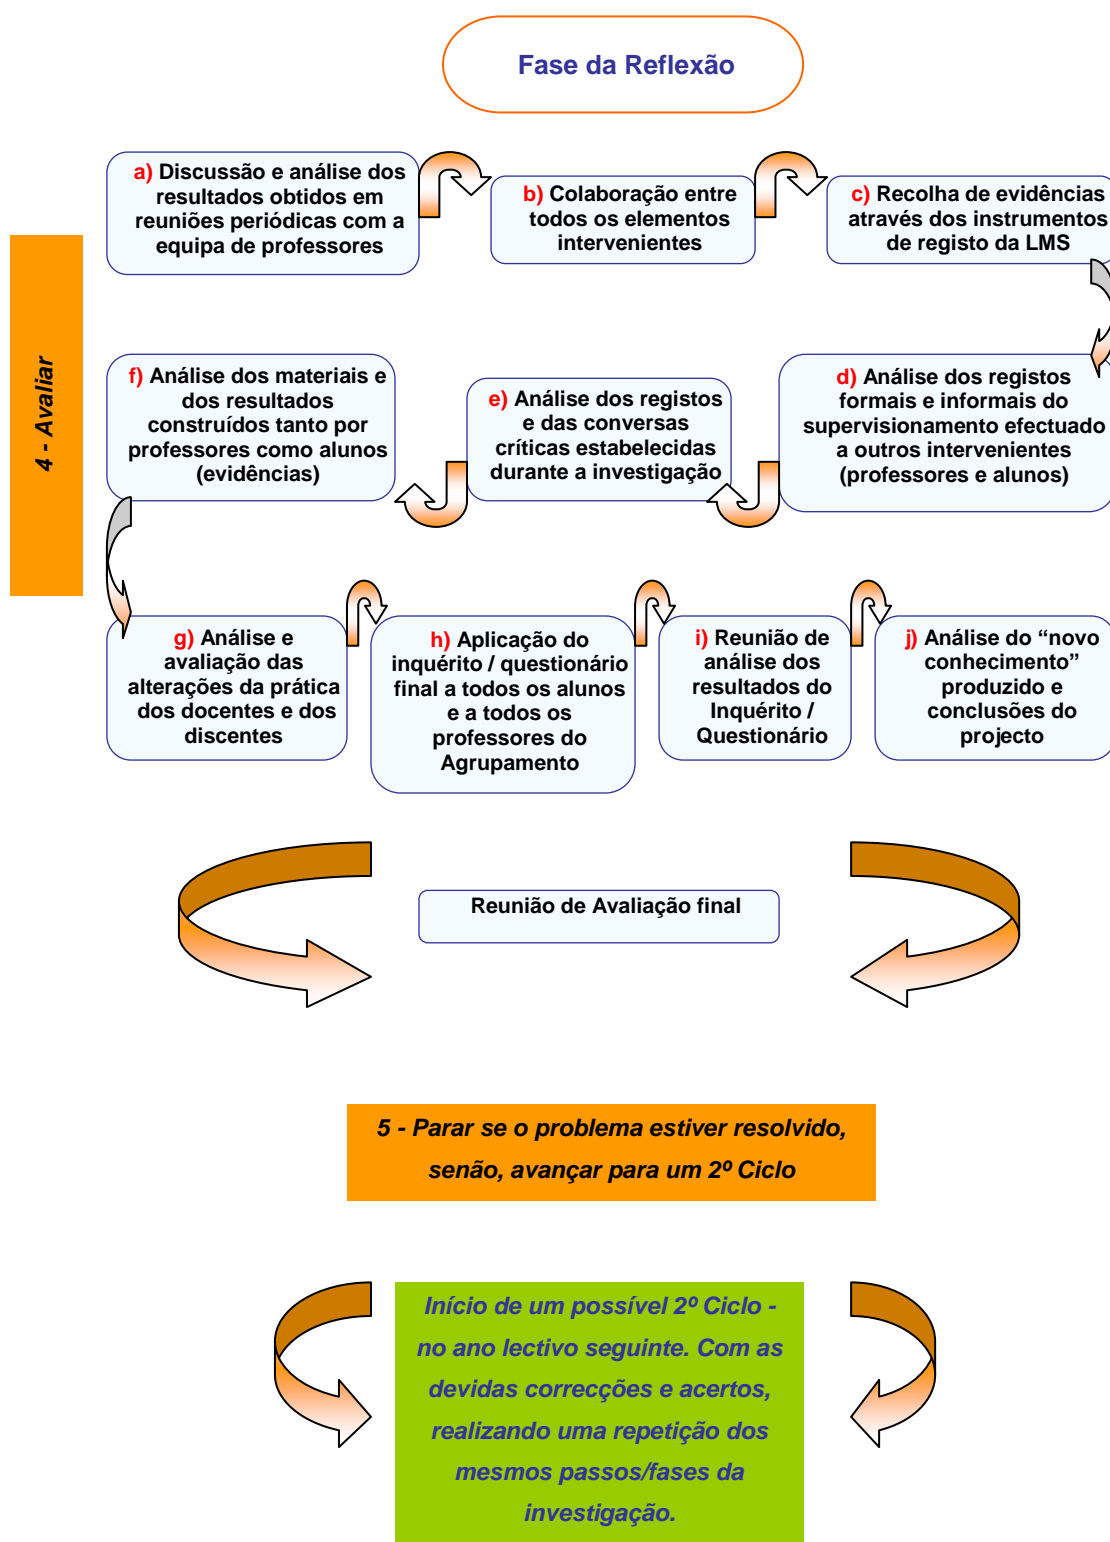 Fase da Reflexão
a) Discussão e análise dos
resultados obtidos em
reuniões periódicas com a
equipa de professores
b) Colaboração entre
todos os elementos
intervenientes
c) Recolha de evidências
através dos instrumentos
de registo da LMS
4 - Avaliar
d) Análise dos registos
formais e informais do
supervisionamento efectuado
a outros intervenientes
(professores e alunos)
e) Análise dos registos
e das conversas
críticas estabelecidas
durante a investigação
f) Análise dos materiais e
dos resultados
construídos tanto por
professores como alunos
(evidências)
g) Análise e
avaliação das
alterações da prática
dos docentes e dos
discentes
h) Aplicação do
inquérito / questionário
final a todos os alunos
e a todos os
professores do
Agrupamento
i) Reunião de
análise dos
resultados do
Inquérito /
Questionário
j) Análise do “novo
conhecimento”
produzido e
conclusões do
projecto
Reunião de Avaliação final
5 - Parar se o problema estiver resolvido,
senão, avançar para um 2º Ciclo
Início de um possível 2º Ciclo -
no ano lectivo seguinte. Com as
devidas correcções e acertos,
realizando uma repetição dos
mesmos passos/fases da
investigação.